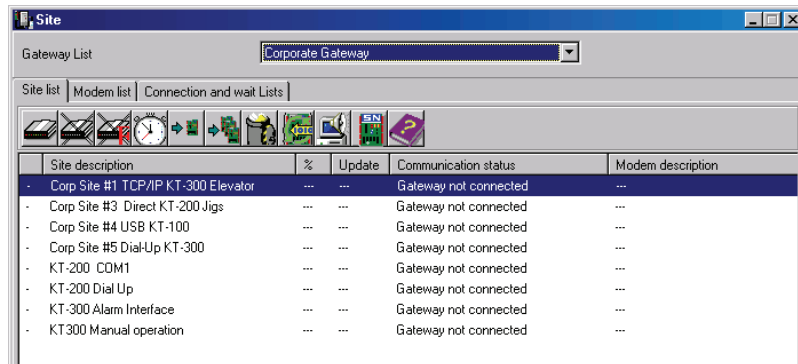 Site
Gateway List Corporate Gateway
Site list Modem list Connection and wait Lists
SN
Site description % Update Communication status Modem description
- Corp Site #1 TCP/IP KT-300 Elevator --- --- Gateway not connected ---
- Corp Site #3 Direct KT-200 Jigs --- --- Gateway not connected ---
- Corp Site #4 USB KT-100 --- --- Gateway not connected ---
- Corp Site #5 Dial-Up KT-300 --- --- Gateway not connected ---
- KT-200 COM1 --- --- Gateway not connected ---
- KT-200 Dial Up --- --- Gateway not connected ---
- KT-300 Alarm Interface --- --- Gateway not connected ---
- KT300 Manual operation --- --- Gateway not connected ---